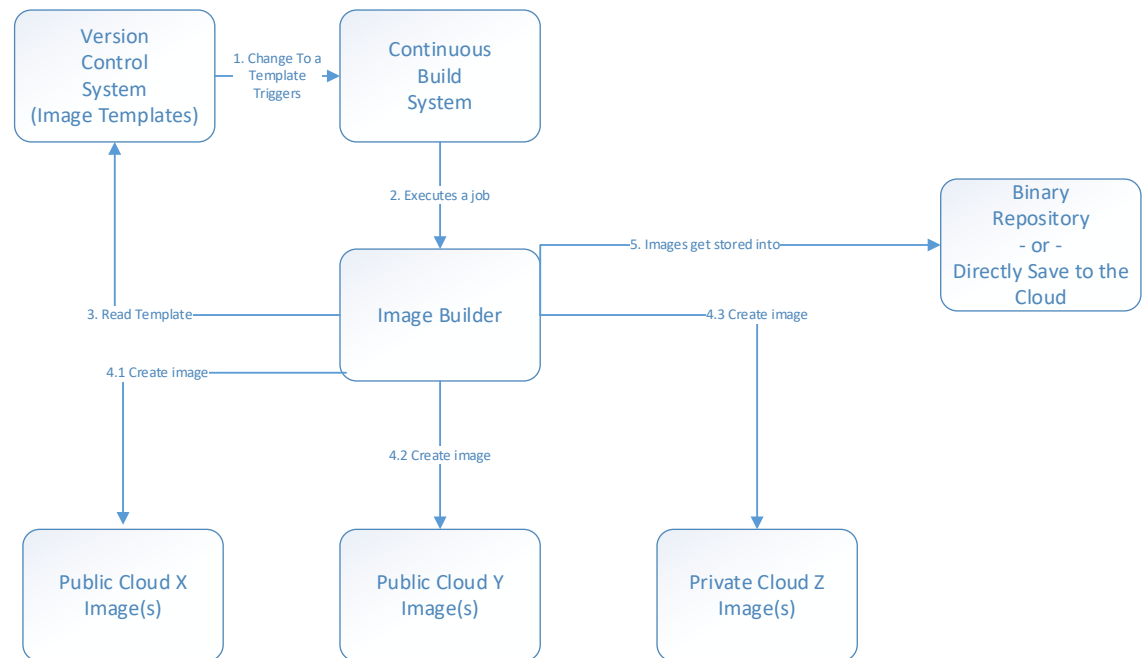 Version
Control
System
(Image Templates)
1. Change To a
Template
Triggers
Continuous
Build
System
2. Executes a job
Binary
Repository
- or -
Directly Save to the
Cloud
5. Images get stored into
3. Read Template
Image Builder
4.3 Create image
4.1 Create image
4.2 Create image
Public Cloud X
Image(s)
Public Cloud Y
Image(s)
Private Cloud Z
Image(s)